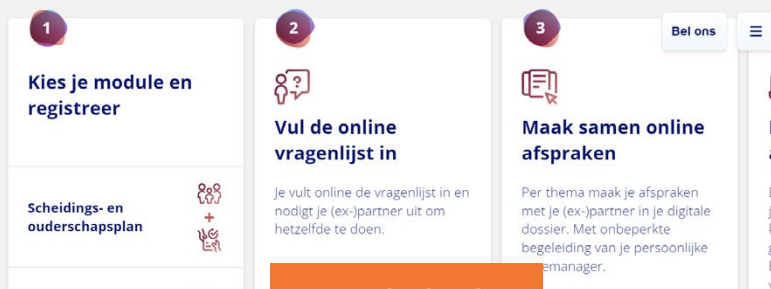 1
Kies je module en
registreer
Scheidings- en
ouderschapsplan
2
Vul de online
vragenlijst in
Je vult online de vragenlijst in en
nodigt je (ex-)partner uit om
hetzelfde te doen.
3
Maak samen online
afspraken
Per thema maak je afspraken
met je (ex-)partner in je digitale
dossier. Met onbeperkte
begeleiding van je persoonlijke
emanager.
Bel ons